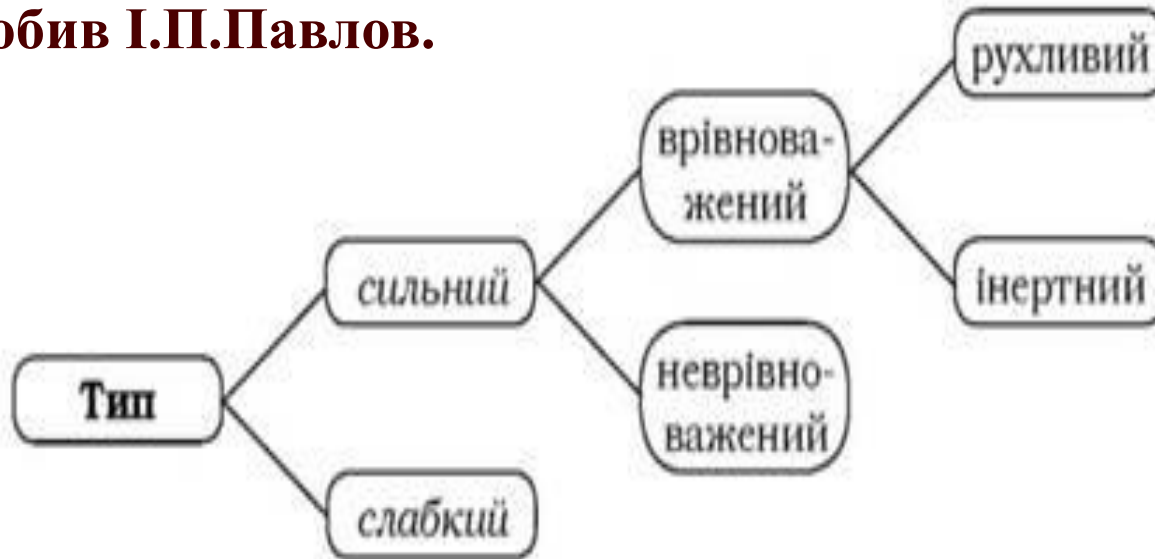 обив І.П.Павлов.
рухливий
врівнова-
жений
сильний
інертний
Тип
неврівно-
важений
слабкий